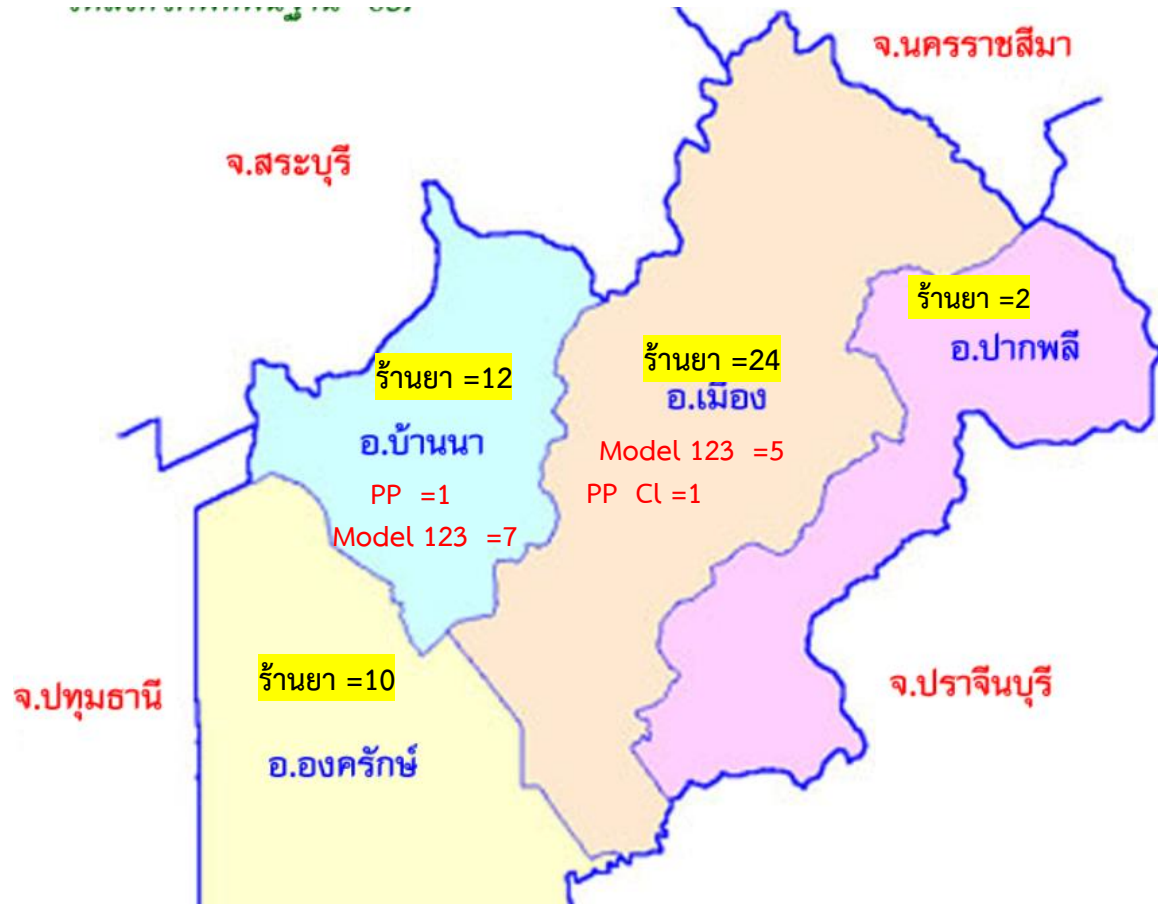 จ.นครราชสีมา
จ.สระบุรี
ร้านยา =2
อ.ปากพลี
ร้านยา =12
อ.บ้านนา
PP =1
Model 123 =7
ร้านยา =24
อ.เมือง
Model 123 =5
PP Cl =1
ร้านยา =10
อ.องครักษ์
จ.ปทุมธานี
จ.ปราจีนบุรี